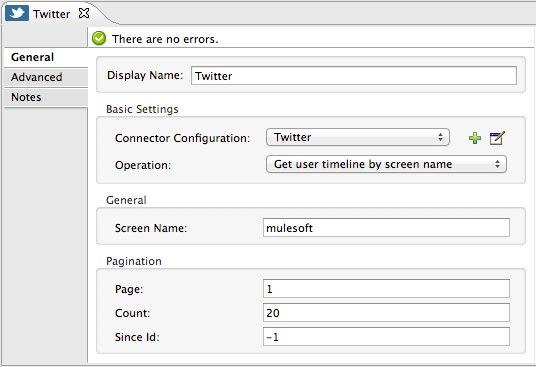 Twitter
There are no errors.
General
Advanced
Notes
Display Name: Twitter
Basic Settings
Connector Configuration: Twitter
Operation: Get user timeline by screen name
General
Screen Name: mulesoft
Pagination
Page: 1
Count: 20
Since Id: -1